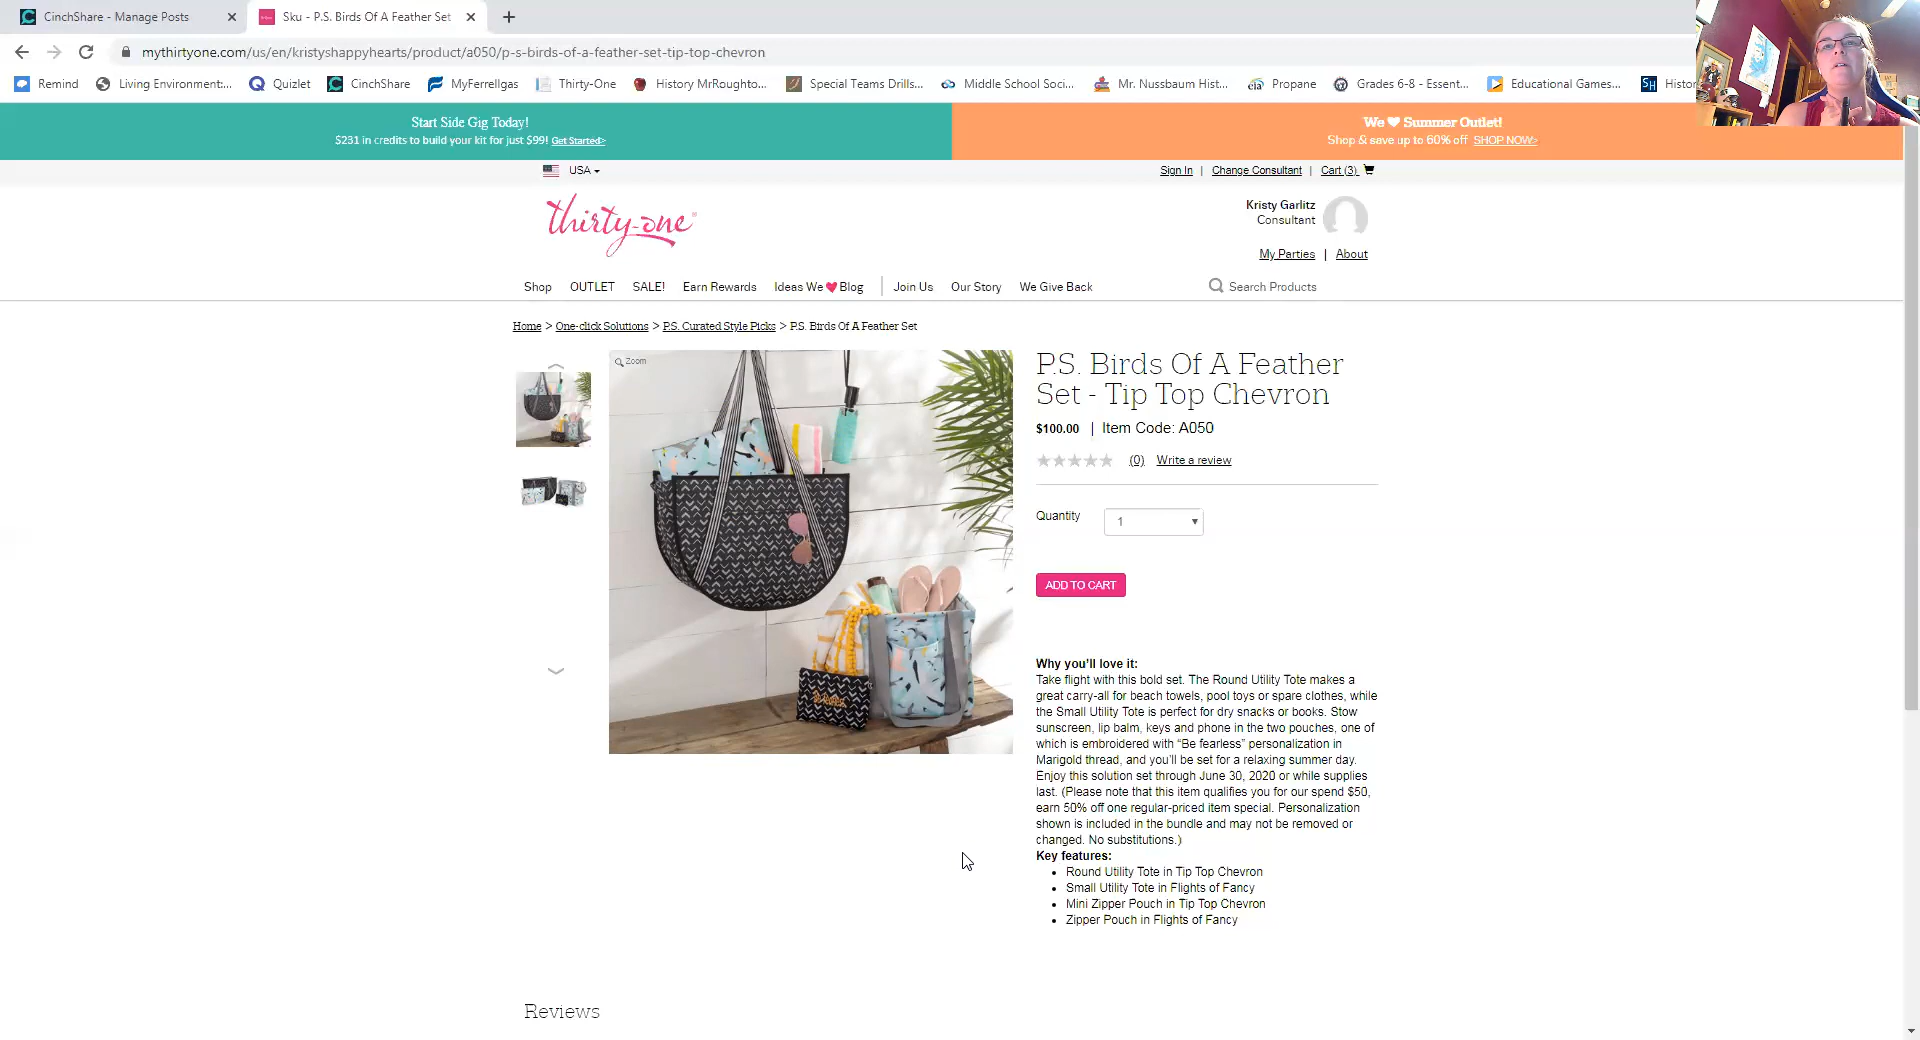 CinchShare - Manage Posts
Sku - P.S. Birds Of A Feather Set
mythirtyone.com/us/en/kristyshappyhearts/product/a050/p-s-birds-of-a-feather-set-tip-top-chevron
Remind Living Environment:... Quizlet CinchShare MyFerrellgas Thirty-One History MrRoughto... Special Teams Drills... Middle School Soci... Mr. Nussbaum Hist... eia Propane Grades 6-8 - Essent... Educational Games... SH Histor
Start Side Gig Today!
$231 in credits to build your kit for just $99! Get Started>
We ❤ Summer Outlet!
Shop & save up to 60% off SHOP NOW>
USA
Sign In | Change Consultant | Cart (3)
thirty-one
Kristy Garlitz
Consultant
My Parties | About
Shop OUTLET SALE! Earn Rewards Ideas We ❤ Blog Join Us Our Story We Give Back Search Products
Home > One-click Solutions > P.S. Curated Style Picks > P.S. Birds Of A Feather Set
Zoom
P.S. Birds Of A Feather
Set - Tip Top Chevron
$100.00 | Item Code: A050
(0) Write a review
Quantity 1
ADD TO CART
Why you'll love it:
Take flight with this bold set. The Round Utility Tote makes a
great carry-all for beach towels, pool toys or spare clothes, while
the Small Utility Tote is perfect for dry snacks or books. Stow
sunscreen, lip balm, keys and phone in the two pouches, one of
which is embroidered with “Be fearless” personalization in
Marigold thread, and you'll be set for a relaxing summer day.
Enjoy this solution set through June 30, 2020 or while supplies
last. (Please note that this item qualifies you for our spend $50,
earn 50% off one regular-priced item special. Personalization
shown is included in the bundle and may not be removed or
changed. No substitutions.)
Key features:
• Round Utility Tote in Tip Top Chevron
• Small Utility Tote in Flights of Fancy
• Mini Zipper Pouch in Tip Top Chevron
• Zipper Pouch in Flights of Fancy
Reviews